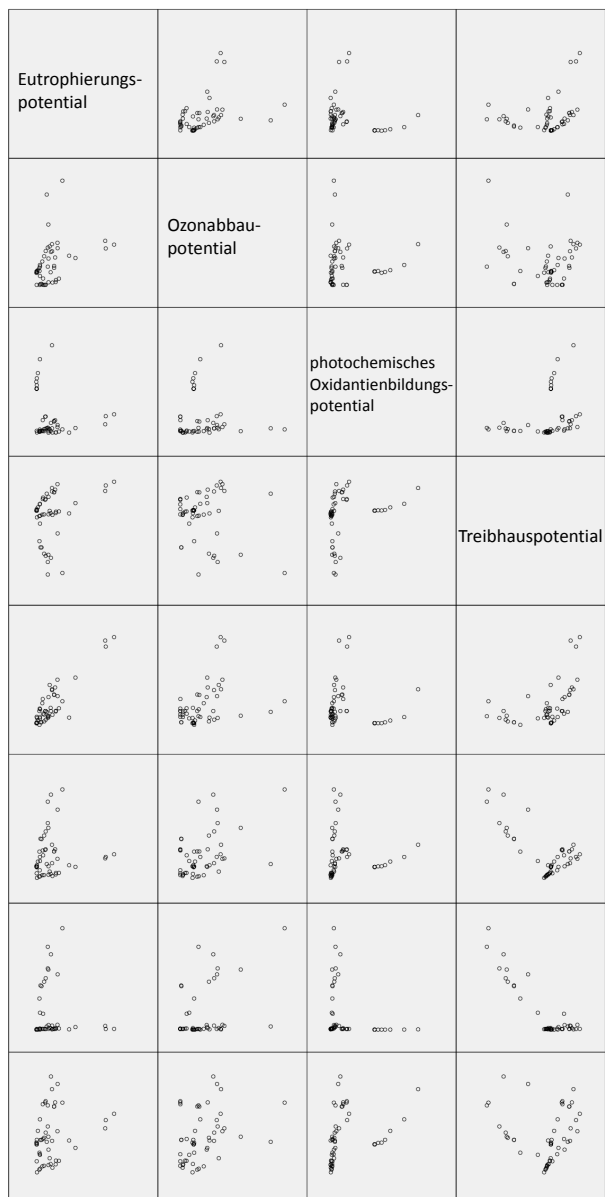 Eutrophierungs-
potential
Ozonabbau-
potential
photochemisches
Oxidantienbildungs-
potential
Treibhauspotential